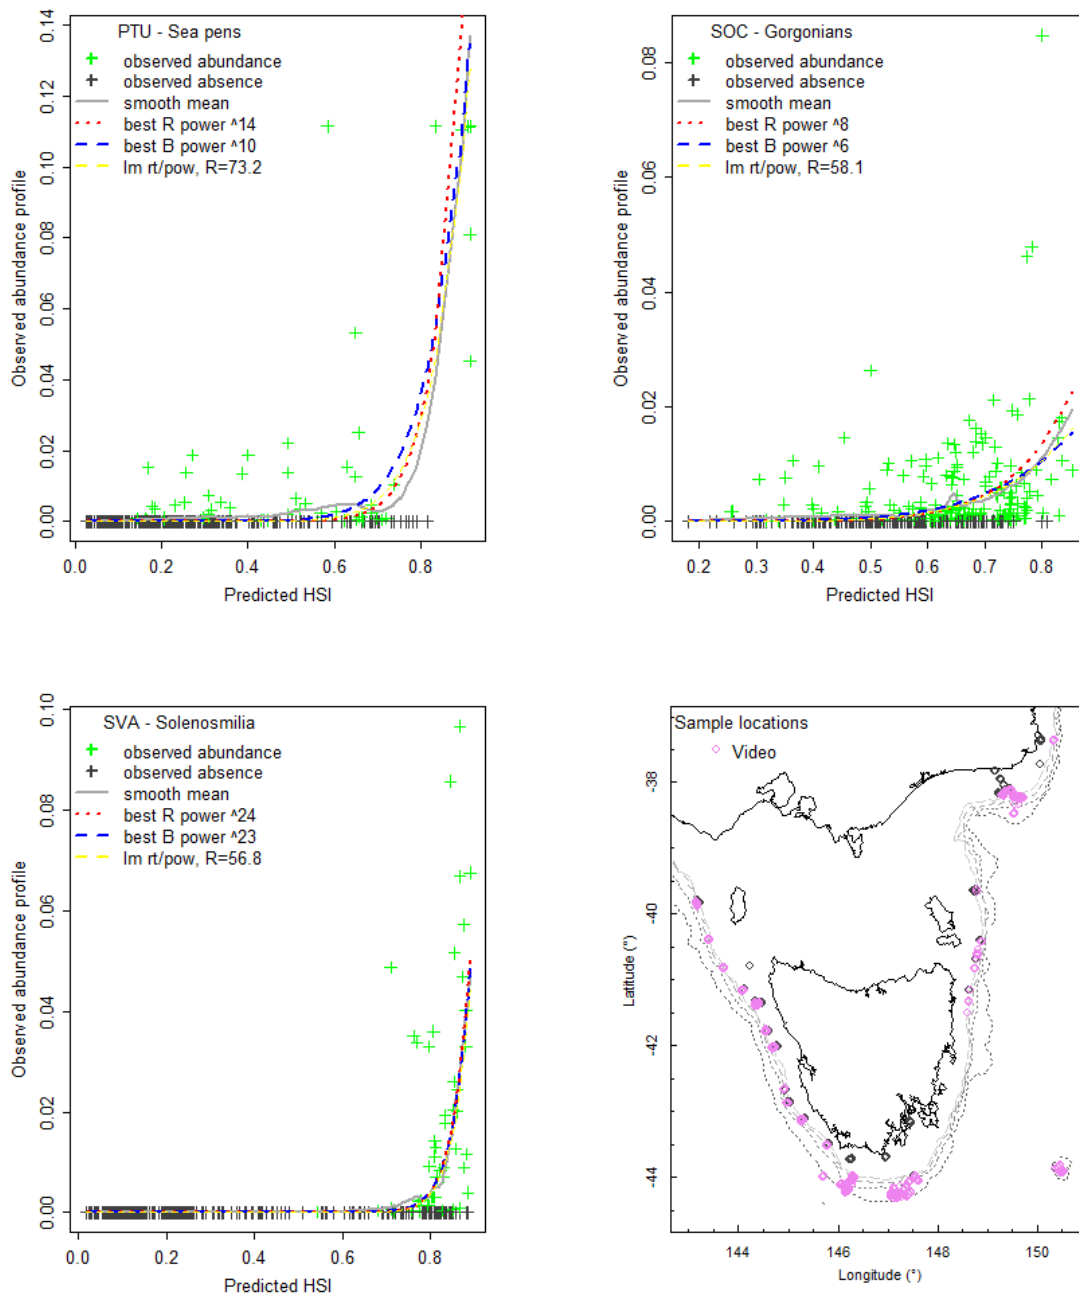 PTU - Sea pens
observed abundance
observed absence
smooth mean
best R power ^14
best B power ^10
lm rt/pow, R=73.2
0.14
0.12
0.10
0.08
0.06
0.04
0.02
0.00
Observed abundance profile
0.0 0.2 0.4 0.6 0.8
Predicted HSI
SOC - Gorgonians
observed abundance
observed absence
smooth mean
best R power ^8
best B power ^6
lm rt/pow, R=58.1
0.08
0.06
0.04
0.02
0.00
Observed abundance profile
0.2 0.3 0.4 0.5 0.6 0.7 0.8
Predicted HSI
SVA - Solenosmilia
observed abundance
observed absence
smooth mean
best R power ^24
best B power ^23
lm rt/pow, R=56.8
0.10
0.08
0.06
0.04
0.02
0.00
Observed abundance profile
0.0 0.2 0.4 0.6 0.8
Predicted HSI
Sample locations
Video
-38
-40
-42
-44
Latitude (°)
144 146 148 150
Longitude (°)